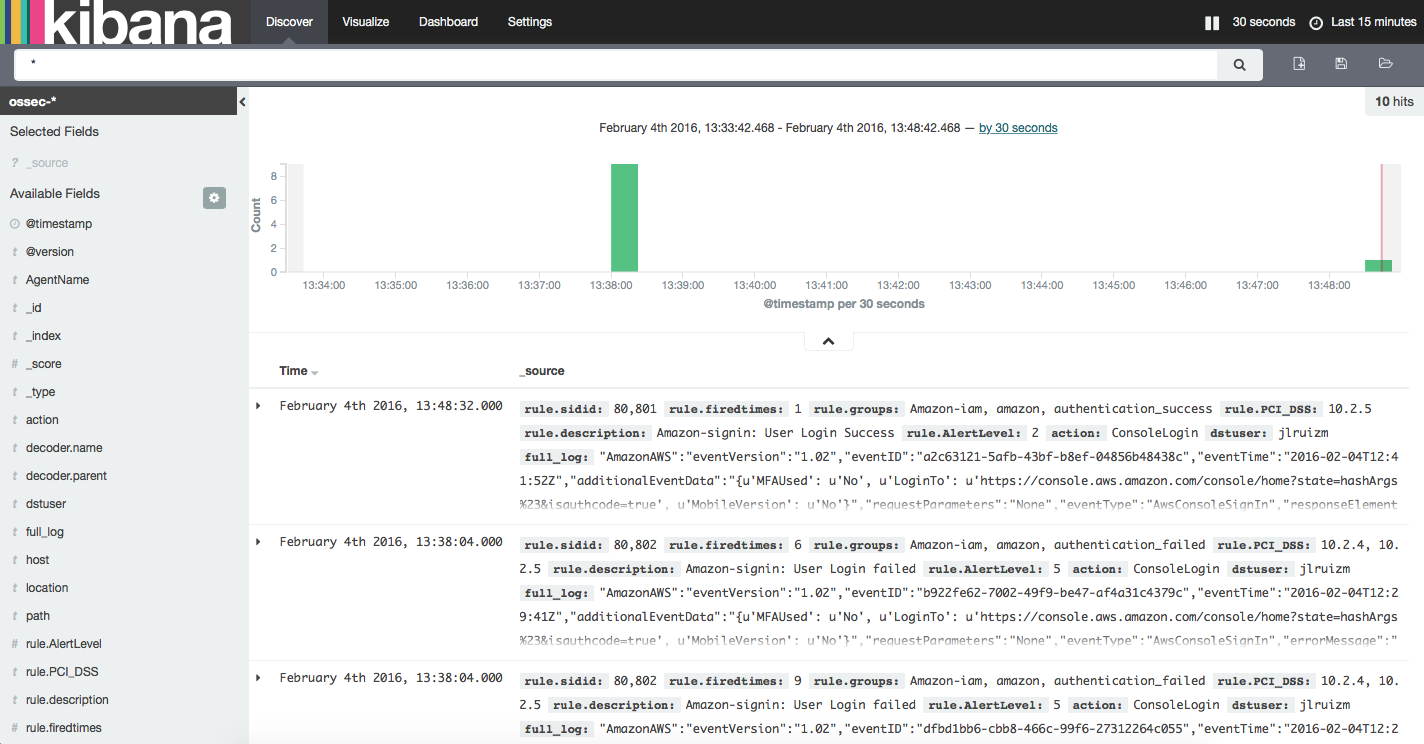 kibana Discover Visualize Dashboard Settings 30 seconds Last 15 minutes
*
ossec-*
10 hits
Selected Fields
? _source
Available Fields
@timestamp
t @version
t AgentName
t _id
t _index
# _score
t _type
t action
t decoder.name
t decoder.parent
t dstuser
t full_log
t host
t location
t path
# rule.AlertLevel
t rule.PCI_DSS
t rule.description
# rule.firedtimes
February 4th 2016, 13:33:42.468 - February 4th 2016, 13:48:42.468 — by 30 seconds
Count
8
6
4
2
0
13:34:00 13:35:00 13:36:00 13:37:00 13:38:00 13:39:00 13:40:00 13:41:00 13:42:00 13:43:00 13:44:00 13:45:00 13:46:00 13:47:00 13:48:00
@timestamp per 30 seconds
Time _source
February 4th 2016, 13:48:32.000 rule.sidid: 80,801 rule.firedtimes: 1 rule.groups: Amazon-iam, amazon, authentication_success rule.PCI_DSS: 10.2.5
rule.description: Amazon-signin: User Login Success rule.AlertLevel: 2 action: ConsoleLogin dstuser: jlruizm
full_log: "AmazonAWS":"eventVersion":"1.02","eventID":"a2c63121-5afb-43bf-b8ef-04856b48438c","eventTime":"2016-02-04T12:4
1:52Z","additionalEventData":"{u'MFAUsed': u'No', u'LoginTo': u'https://console.aws.amazon.com/console/home?state=hashArgs
%23&isauthcode=true', u'MobileVersion': u'No'}","requestParameters":"None","eventType":"AwsConsoleSignIn","responseElement
February 4th 2016, 13:38:04.000 rule.sidid: 80,802 rule.firedtimes: 6 rule.groups: Amazon-iam, amazon, authentication_failed rule.PCI_DSS: 10.2.4, 10.
2.5 rule.description: Amazon-signin: User Login failed rule.AlertLevel: 5 action: ConsoleLogin dstuser: jlruizm
full_log: "AmazonAWS":"eventVersion":"1.02","eventID":"b922fe62-7002-49f9-be47-af4a31c4379c","eventTime":"2016-02-04T12:2
9:41Z","additionalEventData":"{u'MFAUsed': u'No', u'LoginTo': u'https://console.aws.amazon.com/console/home?state=hashArgs
%23&isauthcode=true', u'MobileVersion': u'No'}","requestParameters":"None","eventType":"AwsConsoleSignIn","errorMessage":"
February 4th 2016, 13:38:04.000 rule.sidid: 80,802 rule.firedtimes: 9 rule.groups: Amazon-iam, amazon, authentication_failed rule.PCI_DSS: 10.2.4, 10.
2.5 rule.description: Amazon-signin: User Login failed rule.AlertLevel: 5 action: ConsoleLogin dstuser: jlruizm
full_log: "AmazonAWS":"eventVersion":"1.02","eventID":"dfbd1bb6-cbb8-466c-99f6-27312264c055","eventTime":"2016-02-04T12:2